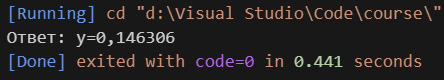 [Running] cd "d:\Visual Studio\Code\course\"
Ответ: y=0,146306
[Done] exited with code=0 in 0.441 seconds